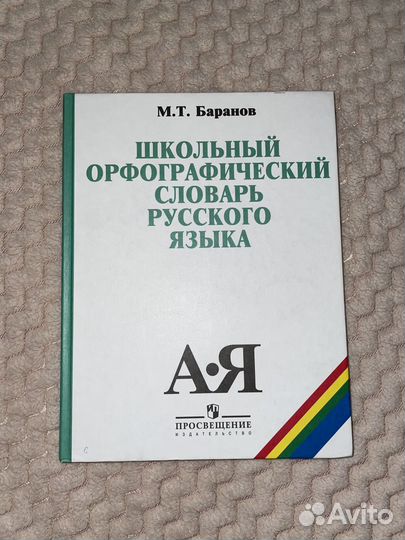 М.Т. Баранов
ШКОЛЬНЫЙ
ОРФОГРАФИЧЕСКИЙ
СЛОВАРЬ
РУССКОГО
ЯЗЫКА
А•Я
ПРОСВЕЩЕНИЕ
ИЗДАТЕЛЬСТВО
Avito